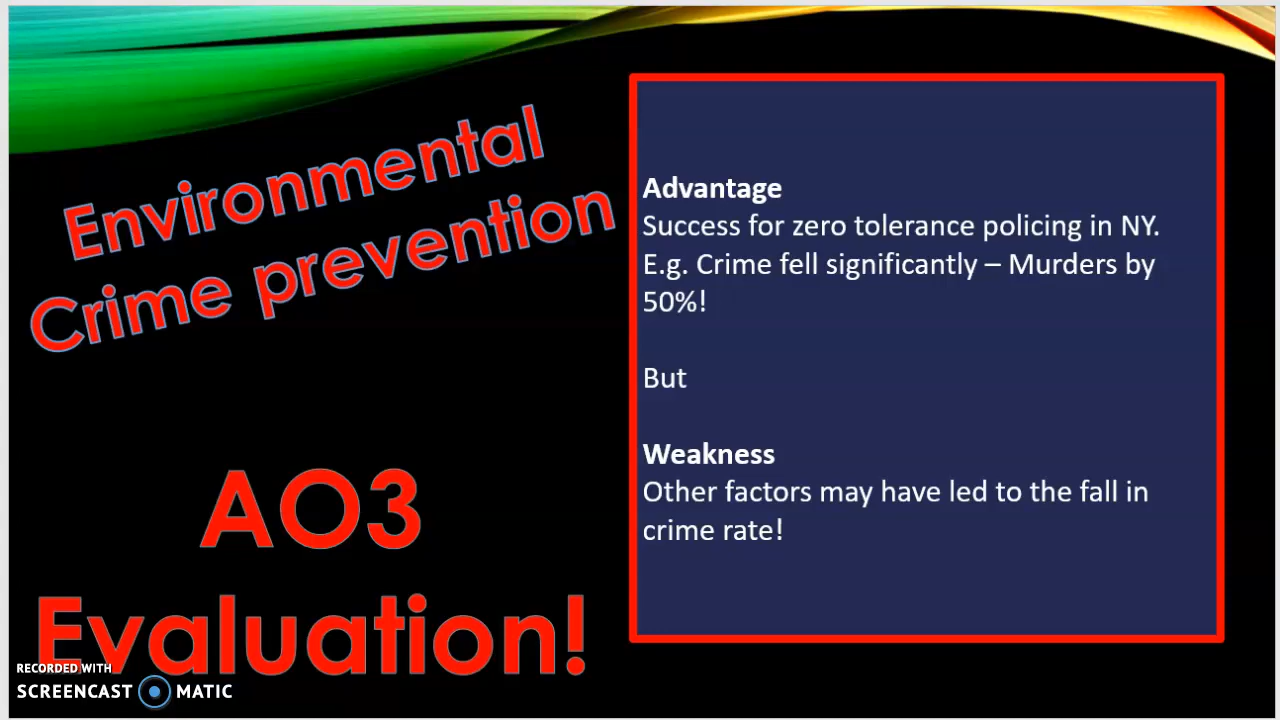 Environmental
Crime prevention
AO3
Evaluation!
Advantage
Success for zero tolerance policing in NY.
E.g. Crime fell significantly – Murders by
50%!
But
Weakness
Other factors may have led to the fall in
crime rate!
RECORDED WITH
SCREENCAST MATIC